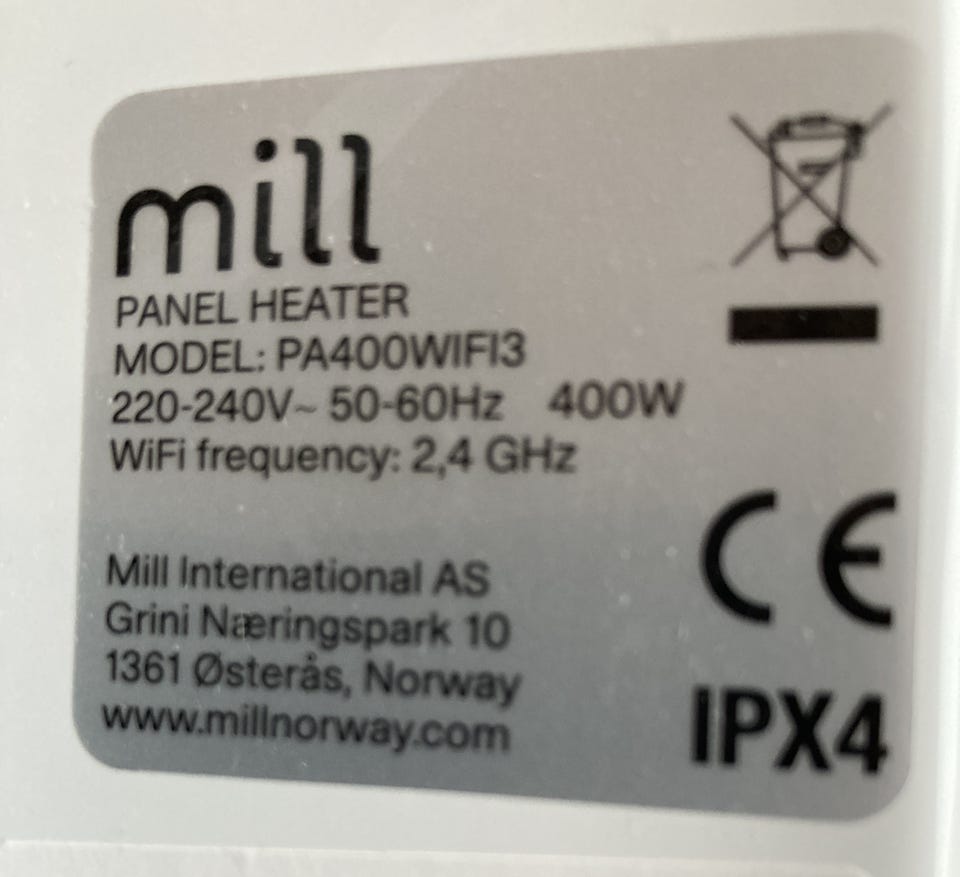 mill
PANEL HEATER
MODEL: PA400WIFI3
220-240V~ 50-60Hz 400W
WiFi frequency: 2,4 GHz
Mill International AS
Grini Næringspark 10
1361 Østerås, Norway
www.millnorway.com
CE
IPX4